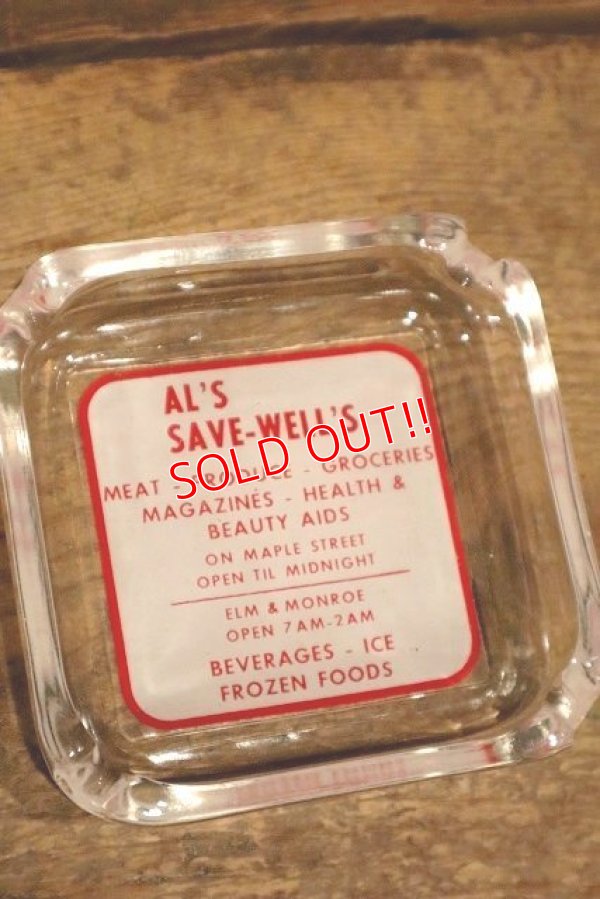 AL'S
SAVE-WELL'S
SOLD OUT!!
MEAT - PRODUCE - GROCERIES
MAGAZINES - HEALTH &
BEAUTY AIDS
ON MAPLE STREET
OPEN TIL MIDNIGHT
ELM & MONROE
OPEN 7AM-2AM
BEVERAGES - ICE
FROZEN FOODS